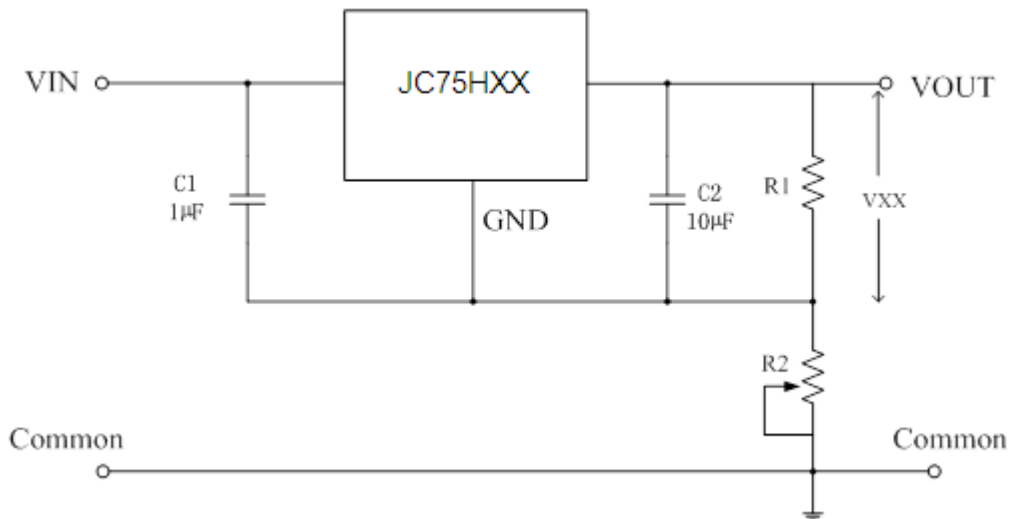 JC75HXX
VIN
VOUT
C1
1μF
GND
C2
10μF
R1
VXX
R2
Common
Common